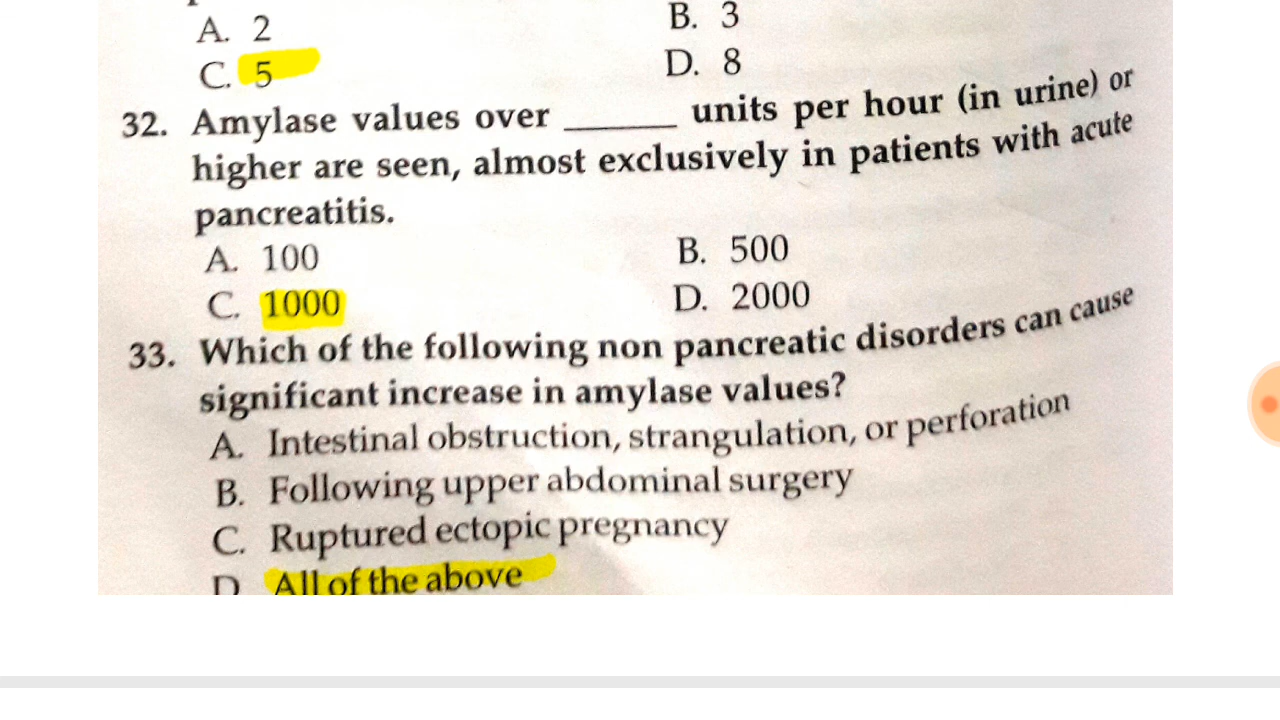 A. 2 B. 3
C. 5 D. 8
32. Amylase values over ______ units per hour (in urine) or
higher are seen, almost exclusively in patients with acute
pancreatitis.
A. 100 B. 500
C. 1000 D. 2000
33. Which of the following non pancreatic disorders can cause
significant increase in amylase values?
A. Intestinal obstruction, strangulation, or perforation
B. Following upper abdominal surgery
C. Ruptured ectopic pregnancy
D All of the above